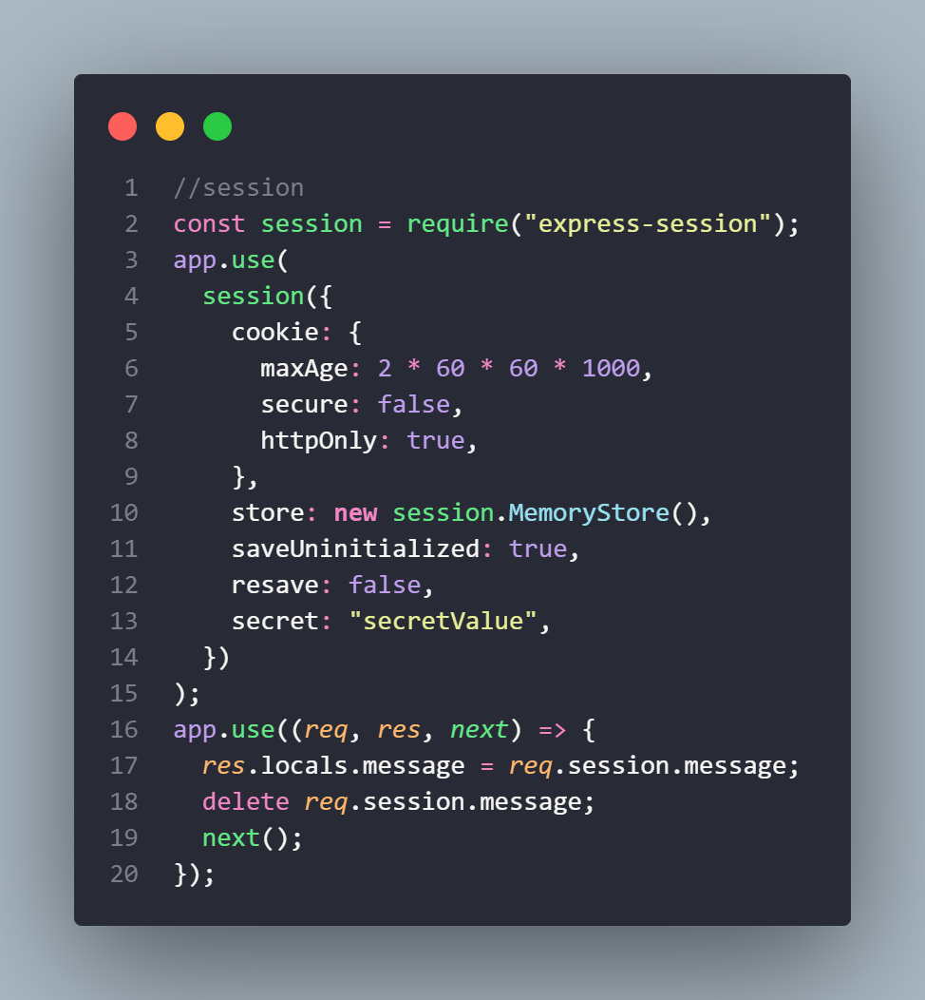 1 //session
2 const session = require("express-session");
3 app.use(
4   session({
5     cookie: {
6       maxAge: 2 * 60 * 60 * 1000,
7       secure: false,
8       httpOnly: true,
9     },
10     store: new session.MemoryStore(),
11     saveUninitialized: true,
12     resave: false,
13     secret: "secretValue",
14   })
15 );
16 app.use((req, res, next) => {
17   res.locals.message = req.session.message;
18   delete req.session.message;
19   next();
20 });